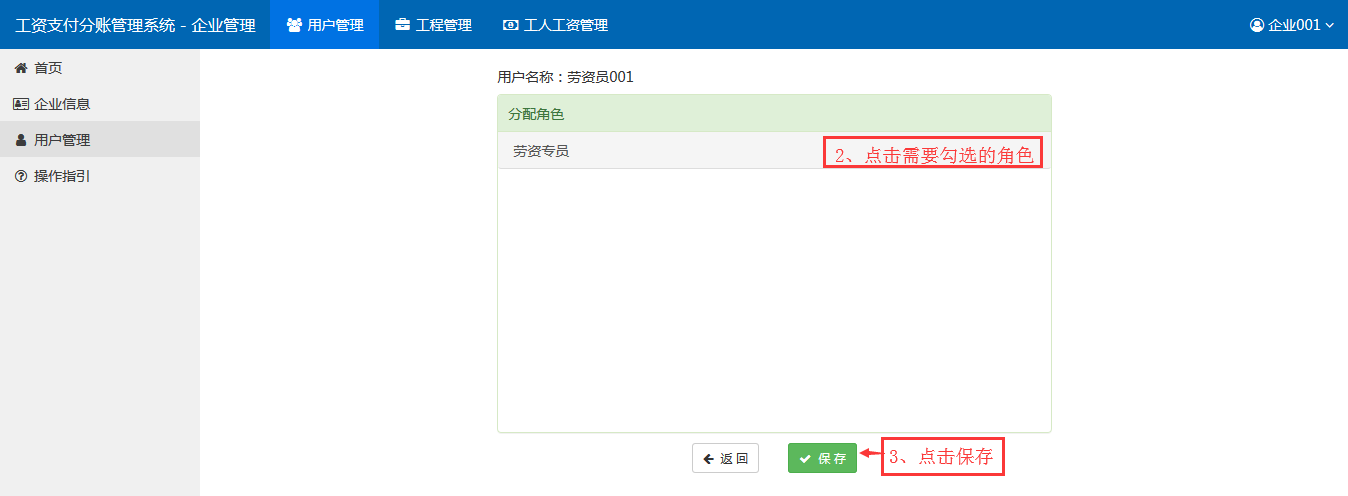 工资支付分账管理系统 - 企业管理 用户管理 工程管理 工人工资管理 企业001
首页
企业信息
用户管理
操作指引
用户名称：劳资员001
分配角色
劳资专员
2、点击需要勾选的角色
返回 保存
3、点击保存